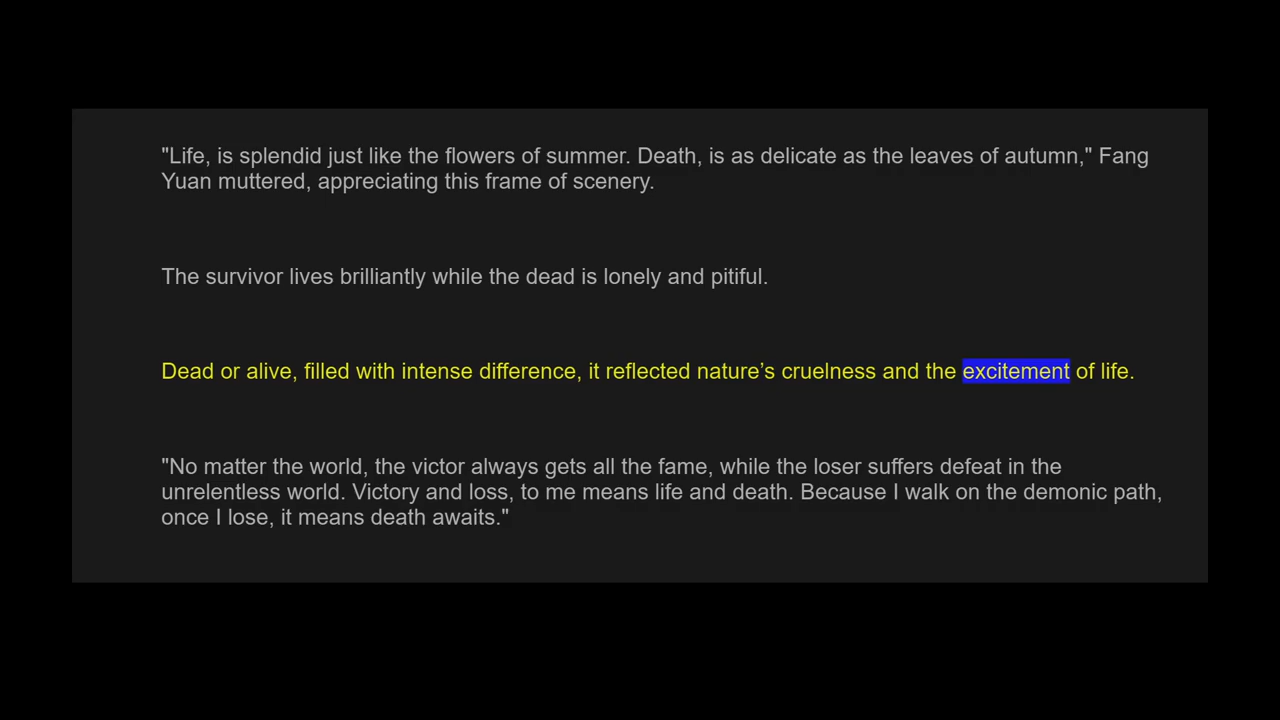 "Life, is splendid just like the flowers of summer. Death, is as delicate as the leaves of autumn," Fang
Yuan muttered, appreciating this frame of scenery.
The survivor lives brilliantly while the dead is lonely and pitiful.
Dead or alive, filled with intense difference, it reflected nature’s cruelness and the excitement of life.
"No matter the world, the victor always gets all the fame, while the loser suffers defeat in the
unrelentless world. Victory and loss, to me means life and death. Because I walk on the demonic path,
once I lose, it means death awaits."